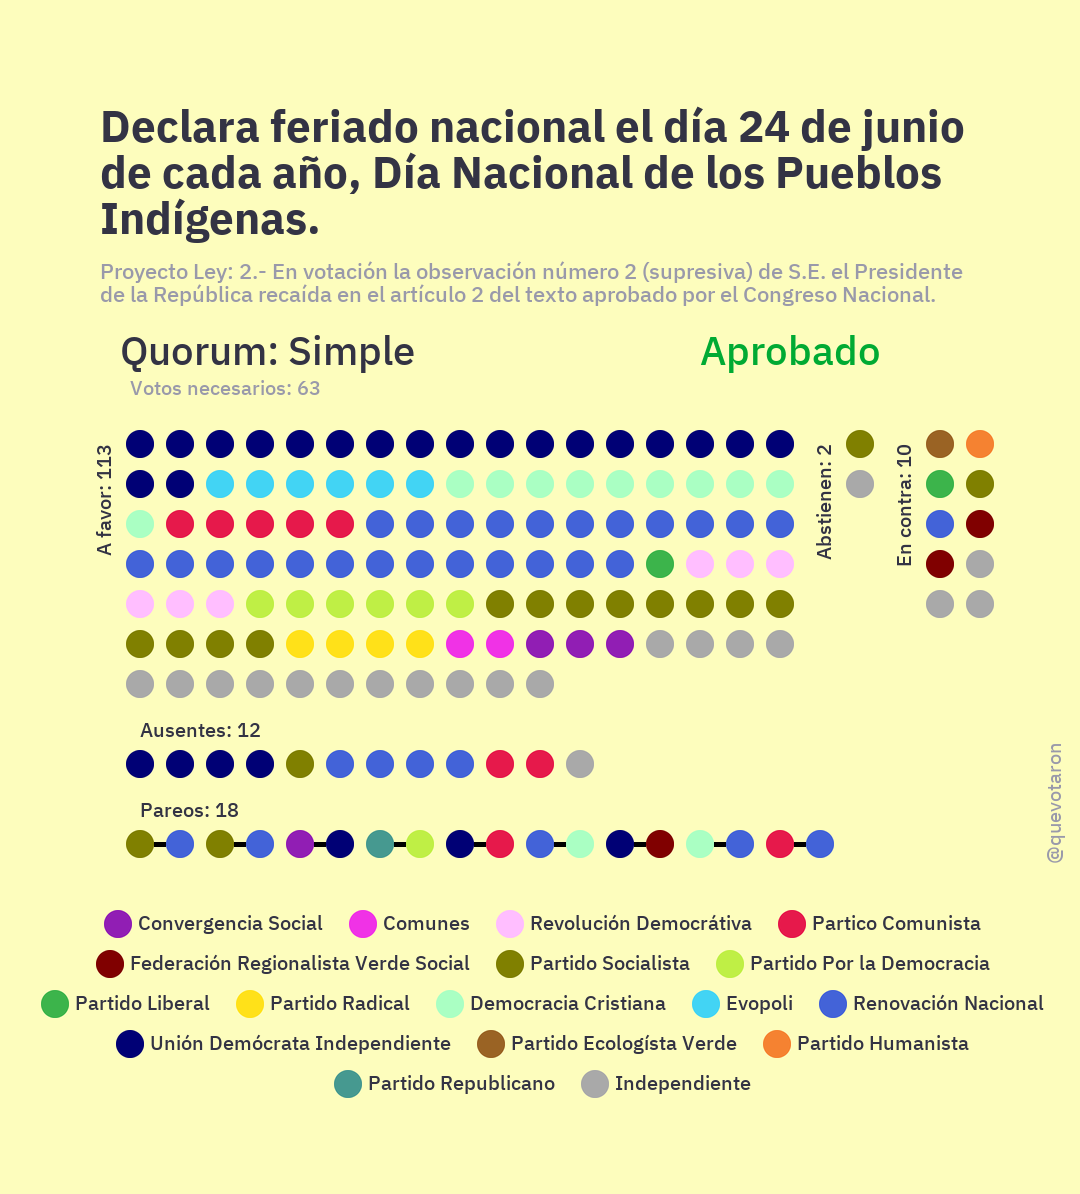 Declara feriado nacional el día 24 de junio
de cada año, Día Nacional de los Pueblos
Indígenas.
Proyecto Ley: 2.- En votación la observación número 2 (supresiva) de S.E. el Presidente
de la República recaída en el artículo 2 del texto aprobado por el Congreso Nacional.
Quorum: Simple
Aprobado
Votos necesarios: 63
A favor: 113
Abstienen: 2
En contra: 10
Ausentes: 12
Pareos: 18
@quevotaron
Convergencia Social Comunes Revolución Democrátiva Partico Comunista
Federación Regionalista Verde Social Partido Socialista Partido Por la Democracia
Partido Liberal Partido Radical Democracia Cristiana Evopoli Renovación Nacional
Unión Demócrata Independiente Partido Ecologísta Verde Partido Humanista
Partido Republicano Independiente